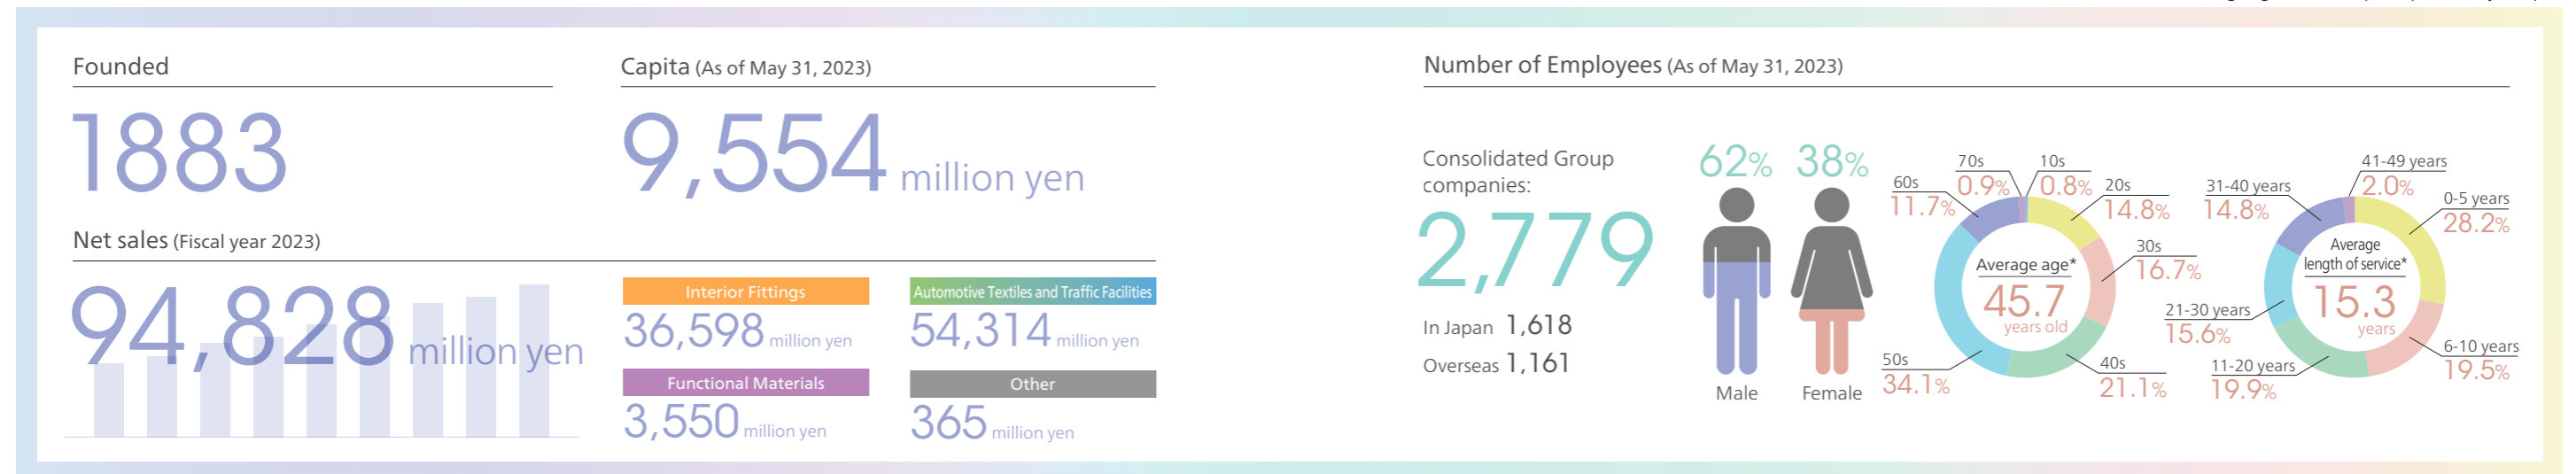 Founded
1883
Capita (As of May 31, 2023)
9,554 million yen
Net sales (Fiscal year 2023)
94,828 million yen
Interior Fittings
36,598 million yen
Automotive Textiles and Traffic Facilities
54,314 million yen
Functional Materials
3,550 million yen
Other
365 million yen
Number of Employees (As of May 31, 2023)
Consolidated Group
companies:
2,779
In Japan 1,618
Overseas 1,161
62% 38%
Male Female
70s
0.9%
10s
0.8%
60s
11.7%
20s
14.8%
30s
16.7%
Average age*
45.7
years old
50s
34.1%
40s
21.1%
41-49 years
2.0%
31-40 years
14.8%
0-5 years
28.2%
Average
length of service*
15.3
years
21-30 years
15.6%
6-10 years
19.5%
11-20 years
19.9%